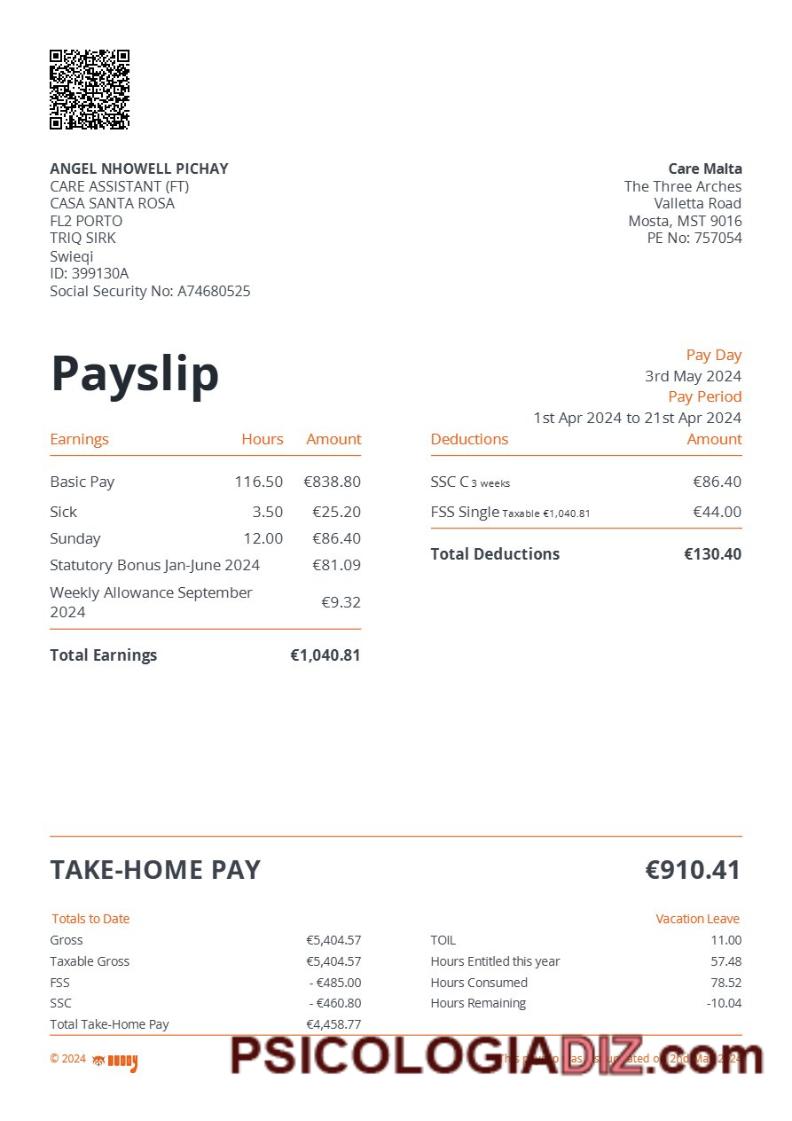 ANGEL NHOWELL PICHAY
CARE ASSISTANT (FT)
CASA SANTA ROSA
FL2 PORTO
TRIQ SIRK
Swieqi
ID: 399130A
Social Security No: A74680525
Care Malta
The Three Arches
Valletta Road
Mosta, MST 9016
PE No: 757054
Payslip
Pay Day
3rd May 2024
Pay Period
1st Apr 2024 to 21st Apr 2024
Earnings Hours Amount
Basic Pay 116.50 €838.80
Sick 3.50 €25.20
Sunday 12.00 €86.40
Statutory Bonus Jan-June 2024 €81.09
Weekly Allowance September
2024 €9.32
Total Earnings €1,040.81
Deductions Amount
SSC C 3 weeks €86.40
FSS Single Taxable €1,040.81 €44.00
Total Deductions €130.40
TAKE-HOME PAY €910.41
Totals to Date
Gross €5,404.57
Taxable Gross €5,404.57
FSS - €485.00
SSC - €460.80
Total Take-Home Pay €4,458.77
Vacation Leave
TOIL 11.00
Hours Entitled this year 57.48
Hours Consumed 78.52
Hours Remaining -10.04
© 2024
PSICOLOGIADIZ.com